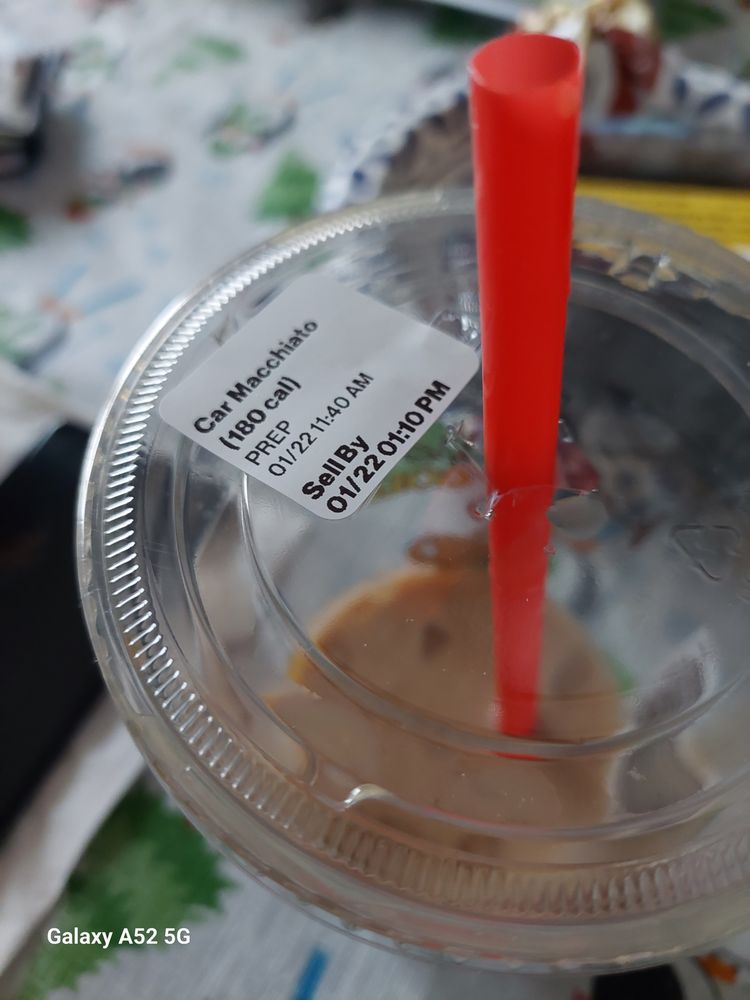 Car Macchiato
(180 cal)
PREP
01/22 11:40 AM
Sell By
01/22 01:10 PM
Galaxy A52 5G